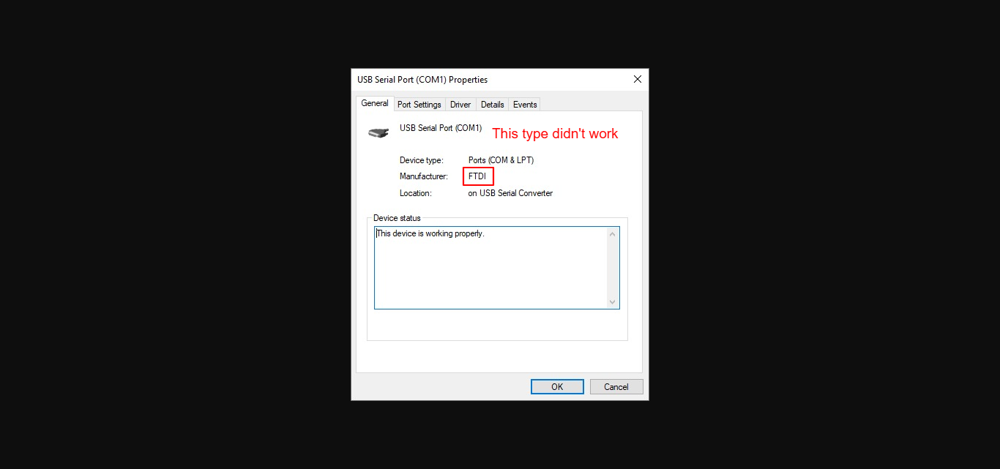 USB Serial Port (COM1) Properties
General Port Settings Driver Details Events
USB Serial Port (COM1)
This type didn't work
Device type: Ports (COM & LPT)
Manufacturer: FTDI
Location: on USB Serial Converter
Device status
This device is working properly.
OK Cancel